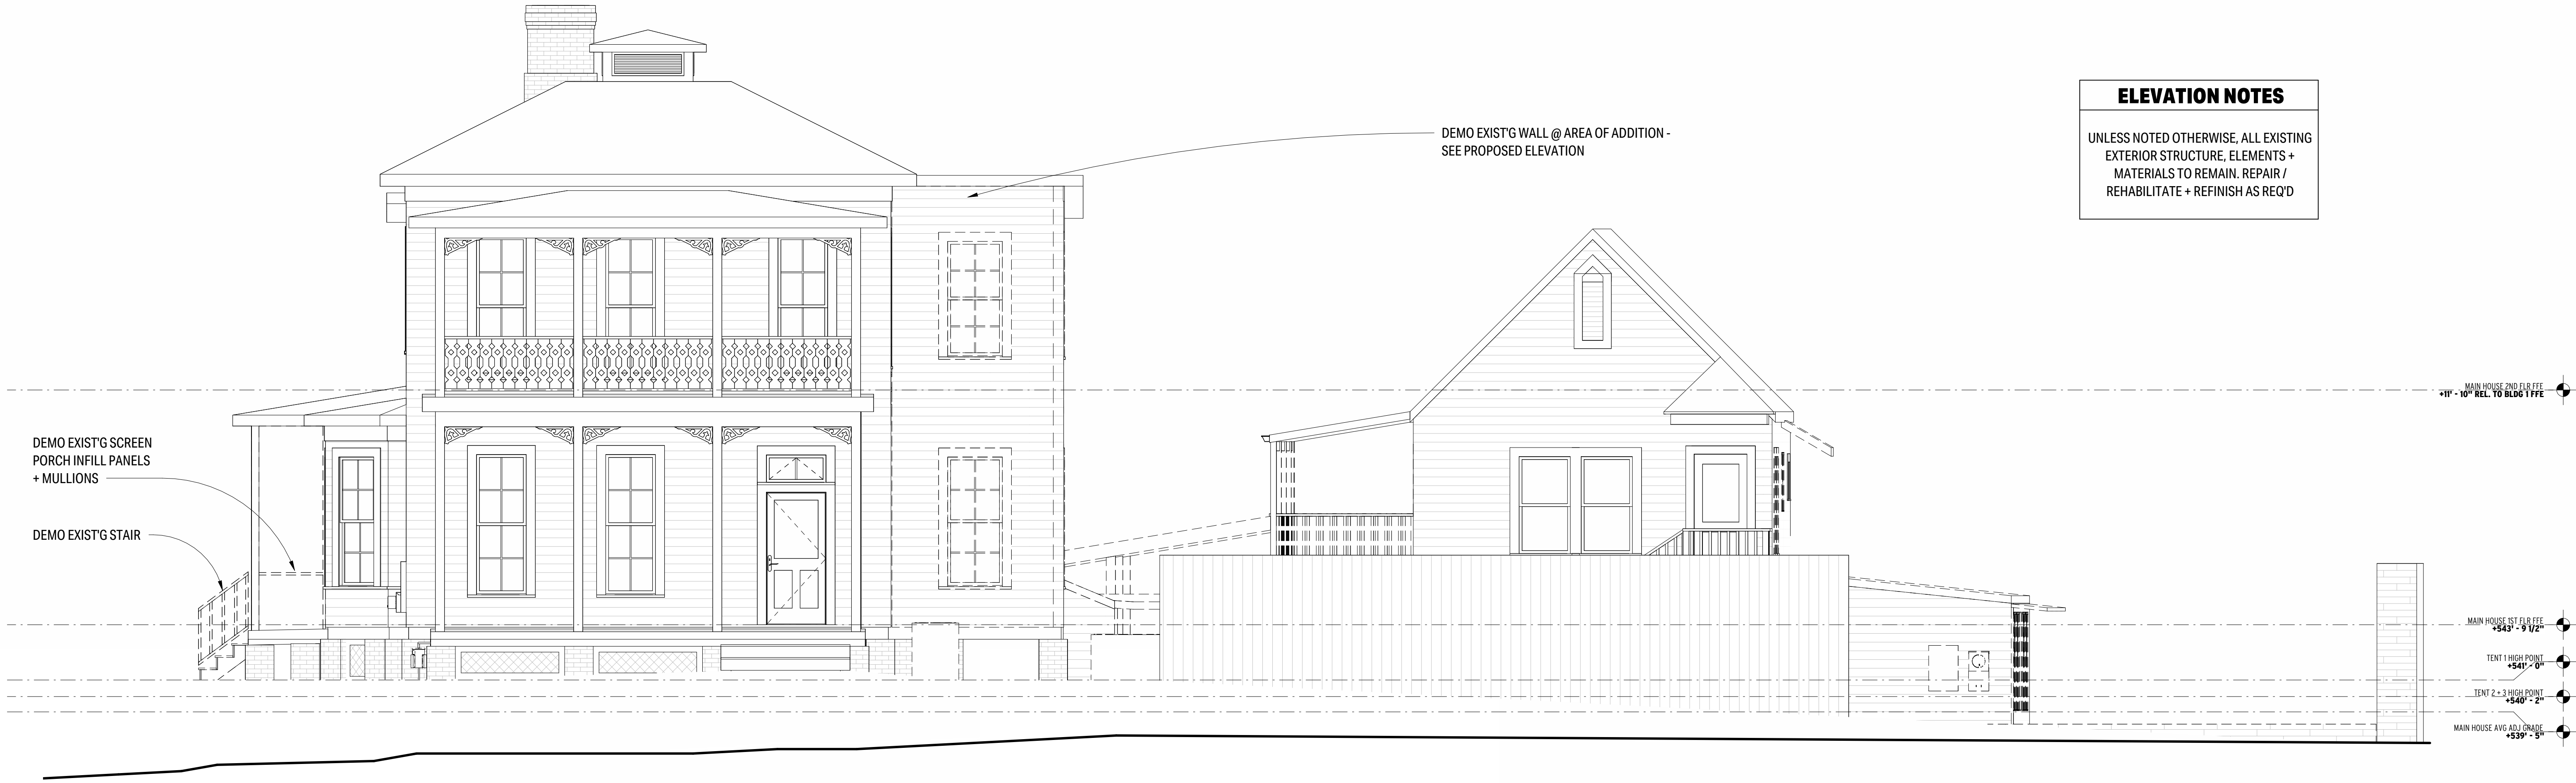 ELEVATION NOTES
UNLESS NOTED OTHERWISE, ALL EXISTING
EXTERIOR STRUCTURE, ELEMENTS +
MATERIALS TO REMAIN. REPAIR /
REHABILITATE + REFINISH AS REQ'D
DEMO EXIST'G WALL @ AREA OF ADDITION -
SEE PROPOSED ELEVATION
MAIN HOUSE 2ND FLR FFE
+11' - 10" REL. TO BLDG 1 FFE
DEMO EXIST'G SCREEN
PORCH INFILL PANELS
+ MULLIONS
DEMO EXIST'G STAIR
MAIN HOUSE 1ST FLR FFE
+543' - 9 1/2"
TENT 1 HIGH POINT
+541' - 0"
TENT 2 + 3 HIGH POINT
+540' - 2"
MAIN HOUSE AVG ADJ GRADE
+539' - 5"